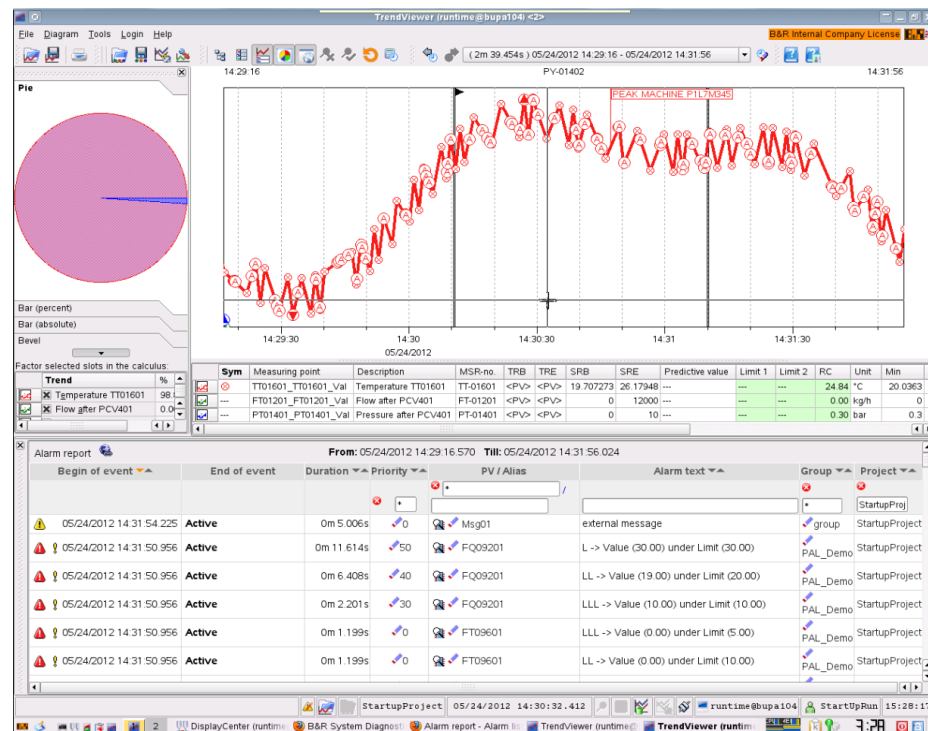 TrendViewer (runtime@bupa104) <2>
File Diagram Tools Login Help
B&R Internal Company License
( 2m 39.454s ) 05/24/2012 14:29:16 - 05/24/2012 14:31:56
Pie
14:29:16 PY-01402 14:31:56
PEAK MACHINE P1L7M345
14:29:30 14:30 14:30:30 14:31 14:31:30
05/24/2012
Bar (percent)
Bar (absolute)
Bevel
Factor selected slots in the calculus:
Trend %
Temperature TT01601 98.
Flow after PCV401 0.0
Sym Measuring point Description MSR-no. TRB TRE SRB SRE Predictive value Limit 1 Limit 2 RC Unit Min
TT01601_TT01601_Val Temperature TT01601 TT-01601 <PV> <PV> 19.707273 26.17948 --- --- --- 24.84 °C 20.0363
--- FT01201_FT01201_Val Flow after PCV401 FT-01201 <PV> <PV> 0 12000 --- --- --- 0.00 kg/h 0
--- PT01401_PT01401_Val Pressure after PCV401 PT-01401 <PV> <PV> 0 10 --- --- --- 0.30 bar 0.3
Alarm report From: 05/24/2012 14:29:16.570 Till: 05/24/2012 14:31:56.024
Begin of event End of event Duration Priority PV / Alias Alarm text Group Project
* /
* * StartupProj
05/24/2012 14:31:54.225 Active 0m 5.006s 0 Msg01 external message group StartupProject
05/24/2012 14:31:50.956 Active 0m 11.614s 50 FQ09201 L -> Value (30.00) under Limit (30.00) PAL_Demo StartupProject
05/24/2012 14:31:50.956 Active 0m 6.408s 40 FQ09201 LL -> Value (19.00) under Limit (20.00) PAL_Demo StartupProject
05/24/2012 14:31:50.956 Active 0m 2.201s 30 FQ09201 LLL -> Value (10.00) under Limit (10.00) PAL_Demo StartupProject
05/24/2012 14:31:50.956 Active 0m 1.199s 0 FT09601 LLL -> Value (0.00) under Limit (5.00) PAL_Demo StartupProject
05/24/2012 14:31:50.956 Active 0m 1.199s 0 FT09601 LL -> Value (0.00) under Limit (10.00) PAL_Demo StartupProject
StartupProject 05/24/2012 14:30:32.412 runtime@bupa104 StartUpRun 15:28:17
2 DisplayCenter (runtime B&R System Diagnost Alarm report - Alarm lis TrendViewer (runtime@ TrendViewer (runtim